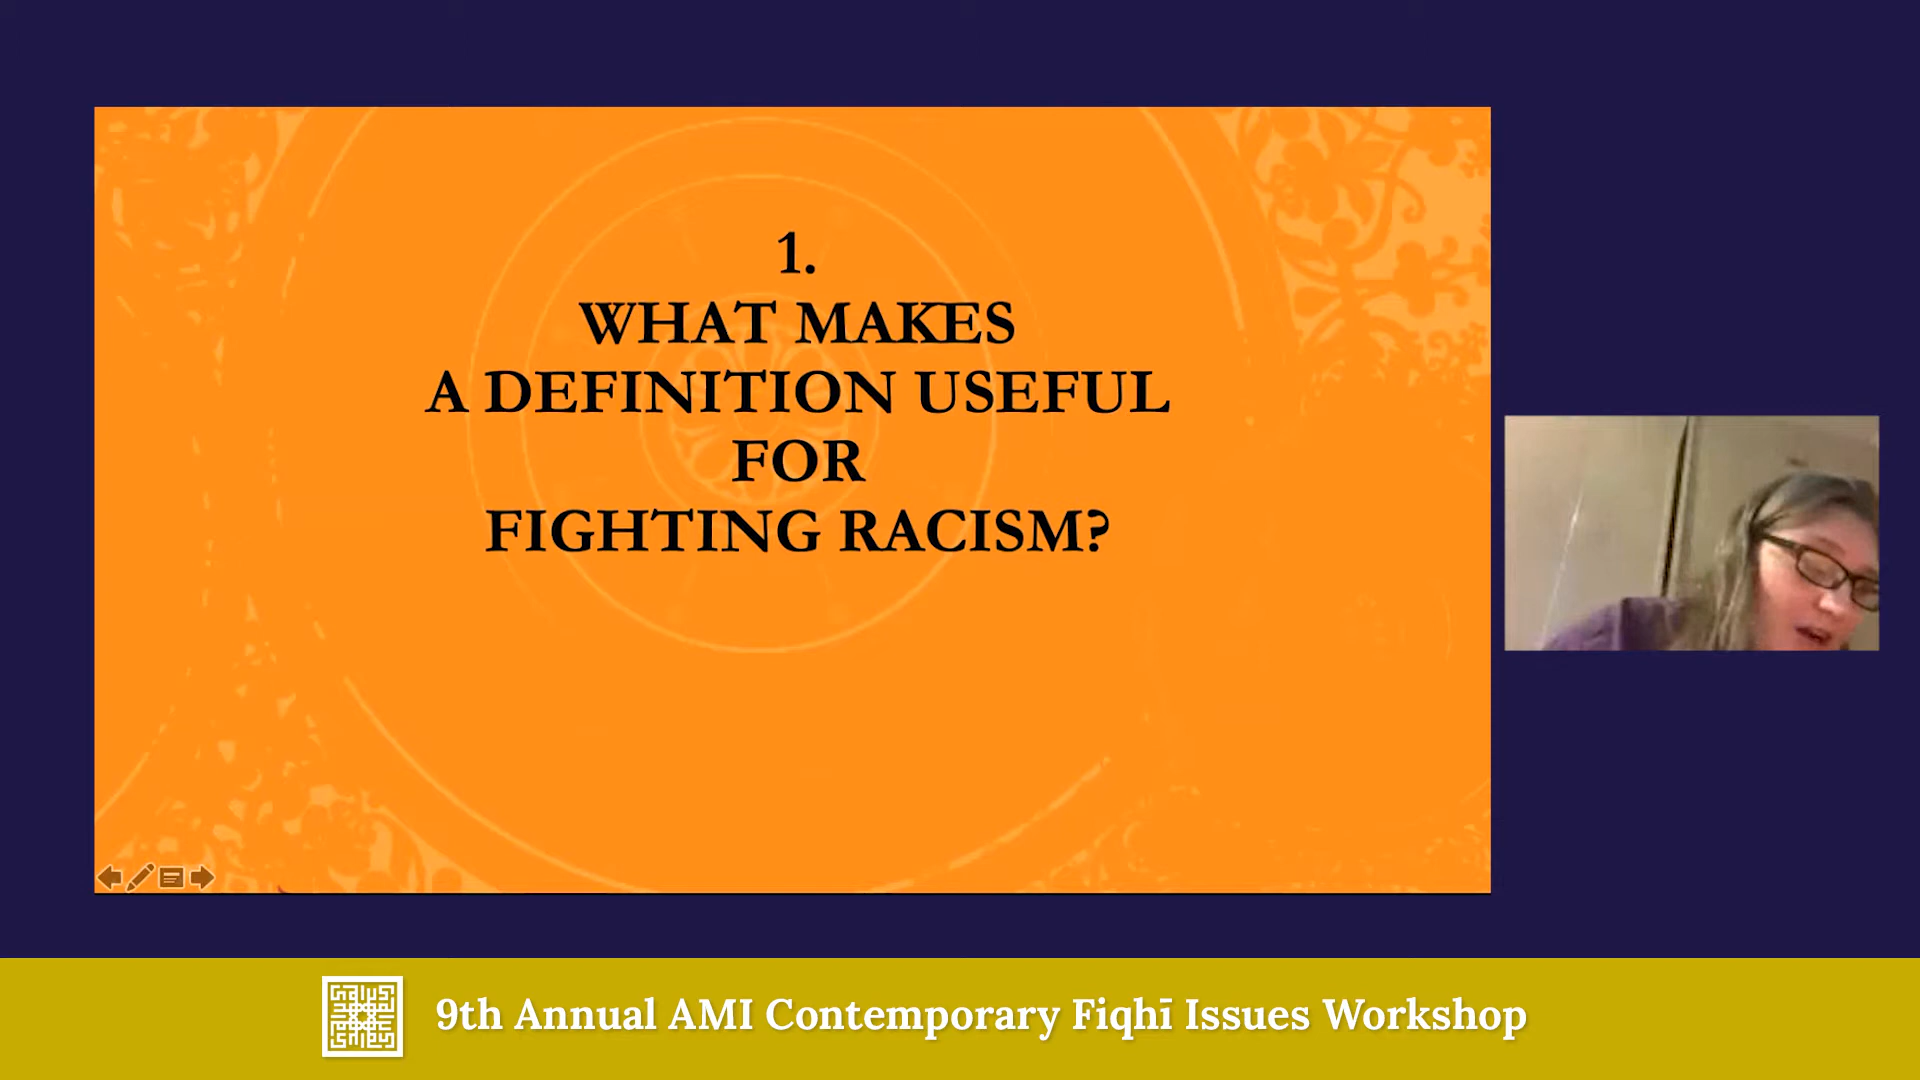 1.
WHAT MAKES
A DEFINITION USEFUL
FOR
FIGHTING RACISM?
9th Annual AMI Contemporary Fiqhī Issues Workshop